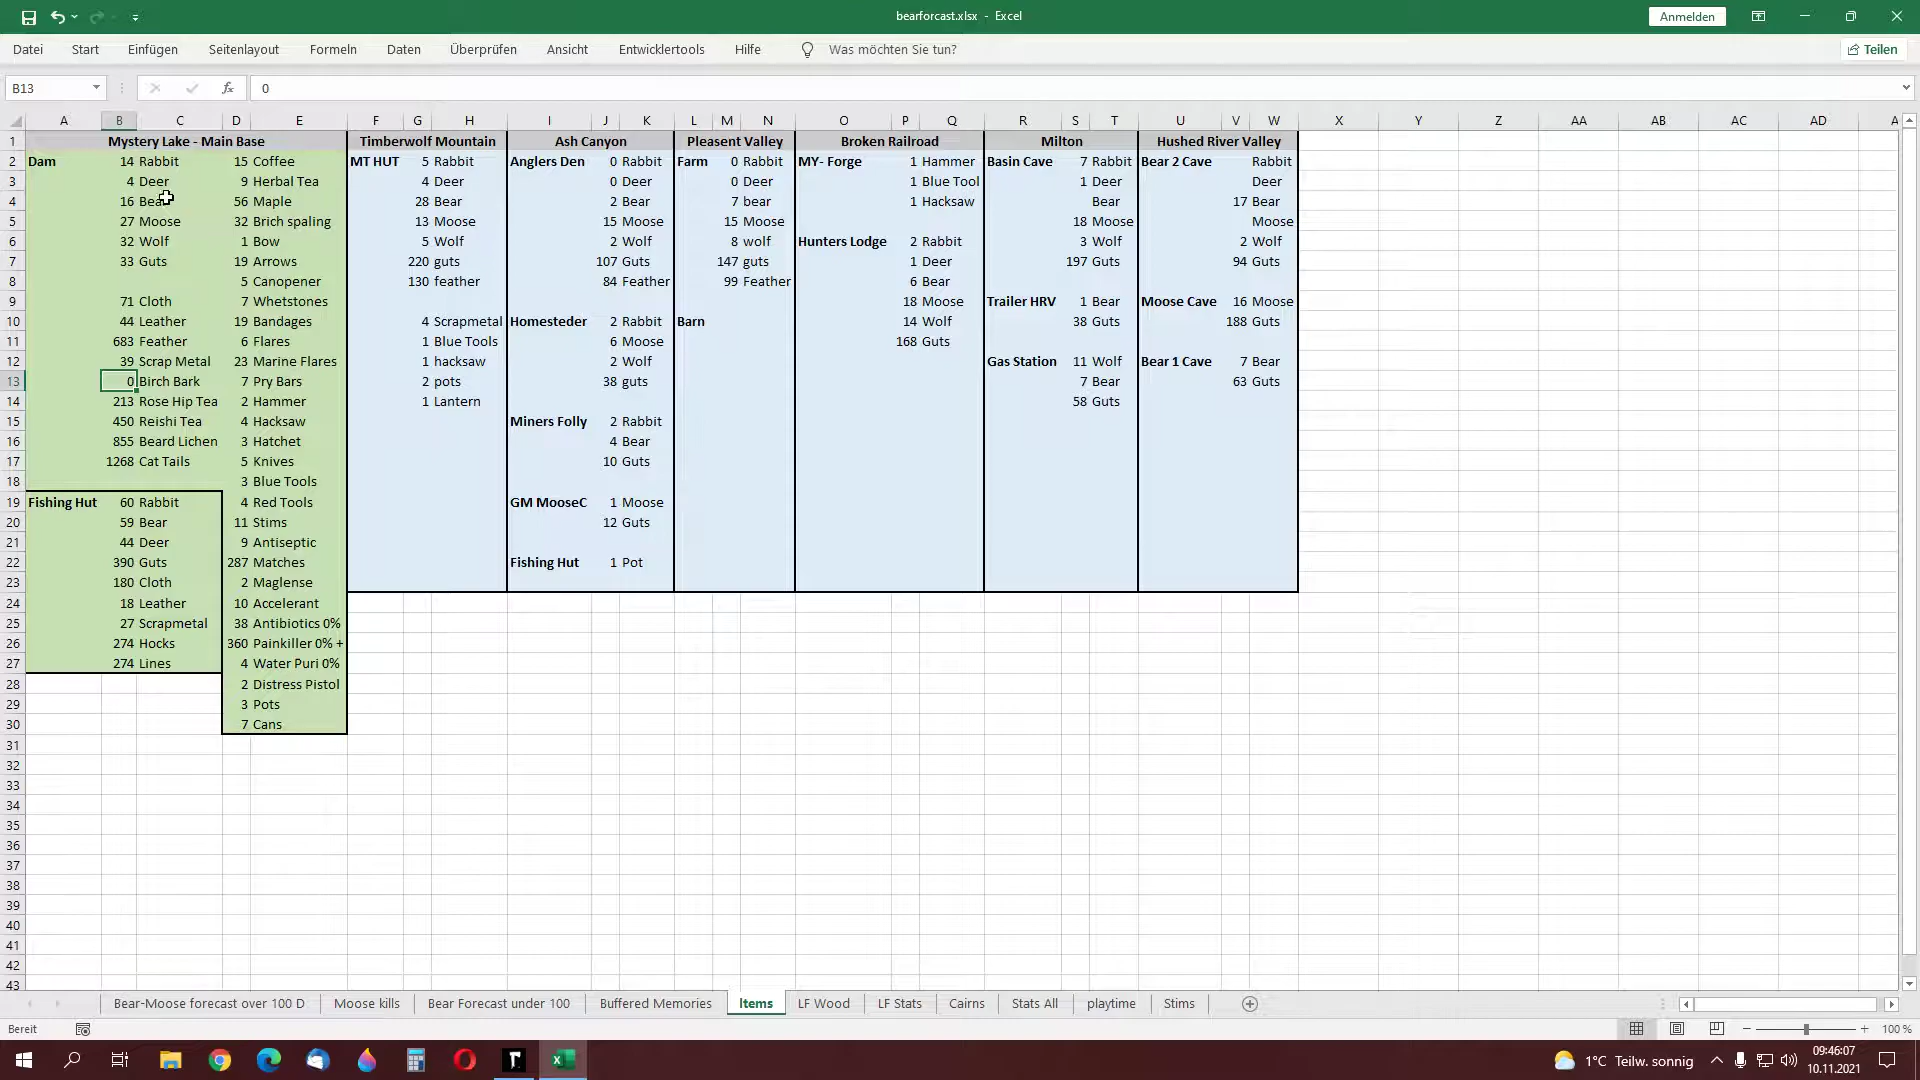 bearforcast.xlsx - Excel
Anmelden
Datei Start Einfügen Seitenlayout Formeln Daten Überprüfen Ansicht Entwicklertools Hilfe Was möchten Sie tun? Teilen
B13 fx 0
A B C D E F G H I J K L M N O P Q R S T U V W X Y Z AA AB AC AD A
1 Mystery Lake - Main Base Timberwolf Mountain Ash Canyon Pleasant Valley Broken Railroad Milton Hushed River Valley
2 Dam 14 Rabbit 15 Coffee MT HUT 5 Rabbit Anglers Den 0 Rabbit Farm 0 Rabbit MY- Forge 1 Hammer Basin Cave 7 Rabbit Bear 2 Cave Rabbit
3 4 Deer 9 Herbal Tea 4 Deer 0 Deer 0 Deer 1 Blue Tool 1 Deer Deer
4 16 Bear 56 Maple 28 Bear 2 Bear 7 bear 1 Hacksaw Bear 17 Bear
5 27 Moose 32 Brich spaling 13 Moose 15 Moose 15 Moose 18 Moose Moose
6 32 Wolf 1 Bow 5 Wolf 2 Wolf 8 wolf Hunters Lodge 2 Rabbit 3 Wolf 2 Wolf
7 33 Guts 19 Arrows 220 guts 107 Guts 147 guts 1 Deer 197 Guts 94 Guts
8 5 Canopener 130 feather 84 Feather 99 Feather 6 Bear
9 71 Cloth 7 Whetstones 18 Moose Trailer HRV 1 Bear Moose Cave 16 Moose
10 44 Leather 19 Bandages 4 Scrapmetal Homesteder 2 Rabbit Barn 14 Wolf 38 Guts 188 Guts
11 683 Feather 6 Flares 1 Blue Tools 6 Moose 168 Guts
12 39 Scrap Metal 23 Marine Flares 1 hacksaw 2 Wolf Gas Station 11 Wolf Bear 1 Cave 7 Bear
13 0 Birch Bark 7 Pry Bars 2 pots 38 guts 7 Bear 63 Guts
14 213 Rose Hip Tea 2 Hammer 1 Lantern 58 Guts
15 450 Reishi Tea 4 Hacksaw Miners Folly 2 Rabbit
16 855 Beard Lichen 3 Hatchet 4 Bear
17 1268 Cat Tails 5 Knives 10 Guts
18 3 Blue Tools
19 Fishing Hut 60 Rabbit 4 Red Tools GM MooseC 1 Moose
20 59 Bear 11 Stims 12 Guts
21 44 Deer 9 Antiseptic
22 390 Guts 287 Matches Fishing Hut 1 Pot
23 180 Cloth 2 Maglense
24 18 Leather 10 Accelerant
25 27 Scrapmetal 38 Antibiotics 0%
26 274 Hocks 360 Painkiller 0% +
27 274 Lines 4 Water Puri 0%
28 2 Distress Pistol
29 3 Pots
30 7 Cans
31
32
33
34
35
36
37
38
39
40
41
42
43
Bear-Moose forecast over 100 D Moose kills Bear Forecast under 100 Buffered Memories Items LF Wood LF Stats Cairns Stats All playtime Stims
Bereit 100 %
1°C Teilw. sonnig 09:46:07
10.11.2021